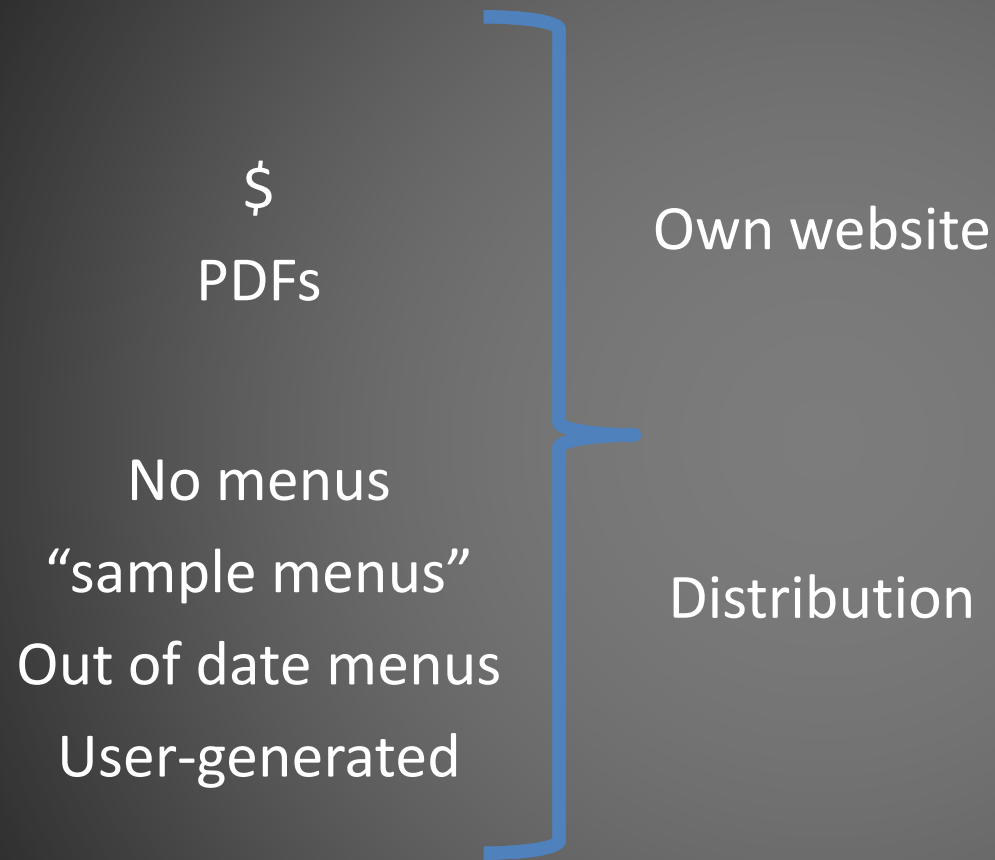 $
PDFs
No menus
“sample menus”
Out of date menus
User-generated
Own website
Distribution